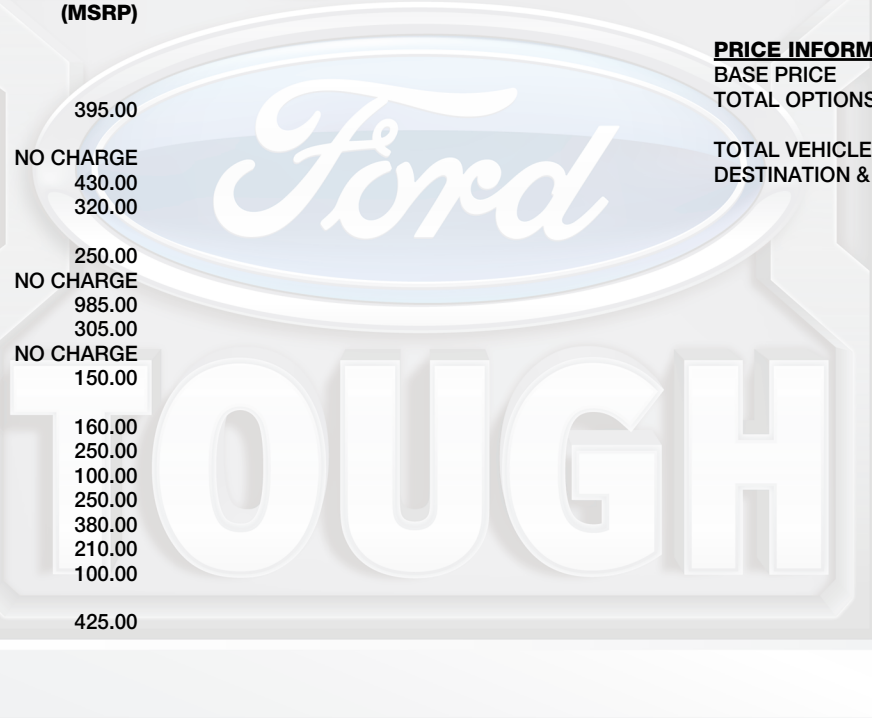 (MSRP)
395.00
NO CHARGE
430.00
320.00
250.00
NO CHARGE
985.00
305.00
NO CHARGE
150.00
160.00
250.00
100.00
250.00
380.00
210.00
100.00
425.00
PRICE INFORM
BASE PRICE
TOTAL OPTIONS
TOTAL VEHICLE
DESTINATION &
Ford
TOUGH